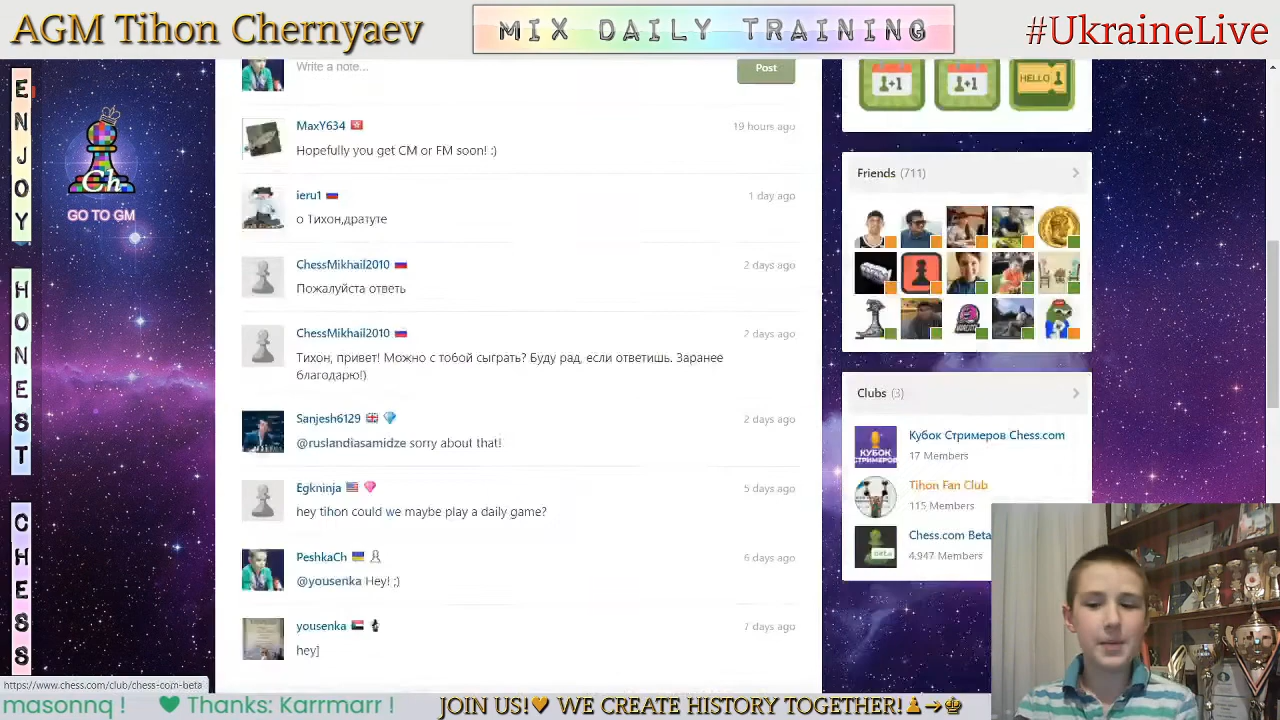 AGM Tihon Chernyaev
MIX DAILY TRAINING
#UkraineLive
ENJOY
HONEST
CHESS
Ch
GO TO GM
Write a note...
Post
MaxY634
19 hours ago
Hopefully you get CM or FM soon! :)
ieru1
1 day ago
о Тихон,дратуте
ChessMikhail2010
2 days ago
Пожалуйста ответь
ChessMikhail2010
2 days ago
Тихон, привет! Можно с тобой сыграть? Буду рад, если ответишь. Заранее
благодарю!)
Sanjesh6129
2 days ago
@ruslandiasamidze sorry about that!
Egkninja
5 days ago
hey tihon could we maybe play a daily game?
PeshkaCh
6 days ago
@yousenka Hey! ;)
yousenka
7 days ago
hey]
+1
+1
HELLO
Friends (711)
Clubs (3)
КУБОК
СТРИМЕРОВ
Кубок Стримеров Chess.com
17 Members
Tihon Fan Club
115 Members
Beta
Chess.com Beta
4,947 Members
https://www.chess.com/club/chess-com-beta
masonnq !
Thanks: Karrmarr !
JOIN US! WE CREATE HISTORY TOGETHER!